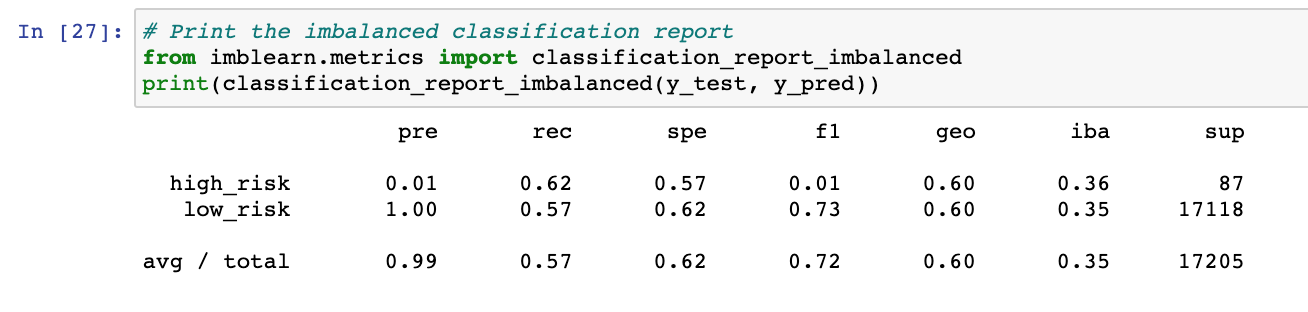 In [27]: # Print the imbalanced classification report
from imblearn.metrics import classification_report_imbalanced
print(classification_report_imbalanced(y_test, y_pred))
pre rec spe f1 geo iba sup
high_risk 0.01 0.62 0.57 0.01 0.60 0.36 87
low_risk 1.00 0.57 0.62 0.73 0.60 0.35 17118
avg / total 0.99 0.57 0.62 0.72 0.60 0.35 17205